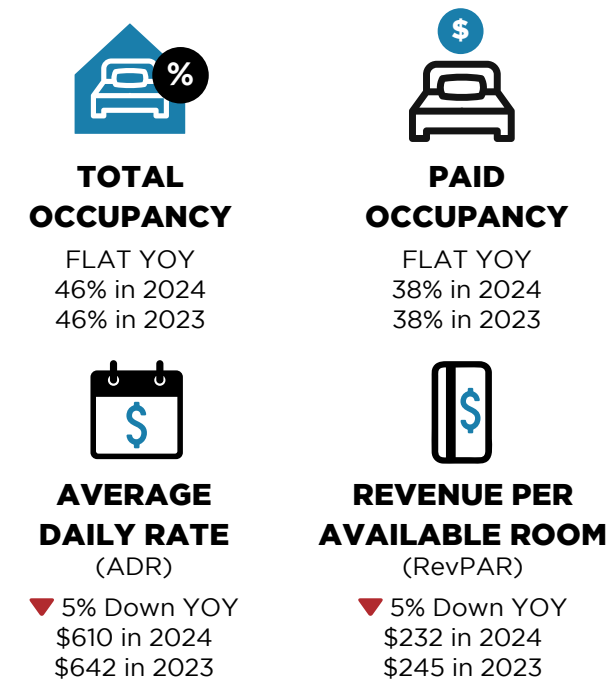 %
$
TOTAL
OCCUPANCY
FLAT YOY
46% in 2024
46% in 2023
PAID
OCCUPANCY
FLAT YOY
38% in 2024
38% in 2023
$
AVERAGE
DAILY RATE
(ADR)
5% Down YOY
$610 in 2024
$642 in 2023
$
REVENUE PER
AVAILABLE ROOM
(RevPAR)
5% Down YOY
$232 in 2024
$245 in 2023